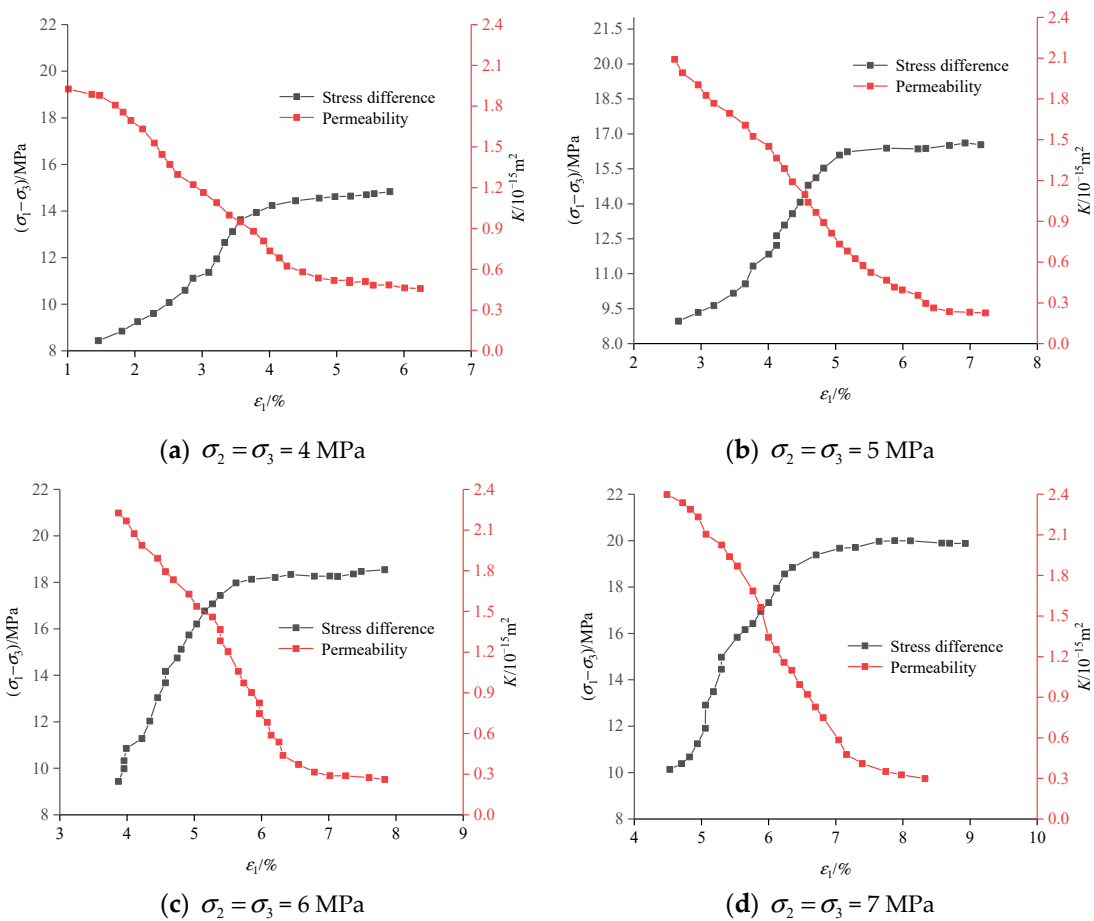 22
20
18
16
14
12
10
8
(σ₁−σ₃)/MPa
2.4
2.1
1.8
1.5
1.2
0.9
0.6
0.3
0.0
K/10⁻¹⁵m²
Stress difference
Permeability
1 2 3 4 5 6 7
ε₁/%
(a) σ₂ = σ₃ = 4 MPa
21.5
20.0
18.5
17.0
16.0
15.5
14.0
12.5
11.0
9.5
8.0
(σ₁−σ₃)/MPa
2.4
2.1
1.8
1.5
1.2
0.9
0.6
0.3
0.0
K/10⁻¹⁵m²
Stress difference
Permeability
2 3 4 5 6 7 8
ε₁/%
(b) σ₂ = σ₃ = 5 MPa
22
20
18
16
14
12
10
8
(σ₁−σ₃)/MPa
2.4
2.1
1.8
1.5
1.2
0.9
0.6
0.3
0.0
K/10⁻¹⁵m²
Stress difference
Permeability
3 4 5 6 7 8 9
ε₁/%
(c) σ₂ = σ₃ = 6 MPa
22
20
18
16
14
12
10
8
(σ₁−σ₃)/MPa
2.4
2.1
1.8
1.5
1.2
0.9
0.6
0.3
0.0
K/10⁻¹⁵m²
Stress difference
Permeability
4 5 6 7 8 9 10
ε₁/%
(d) σ₂ = σ₃ = 7 MPa